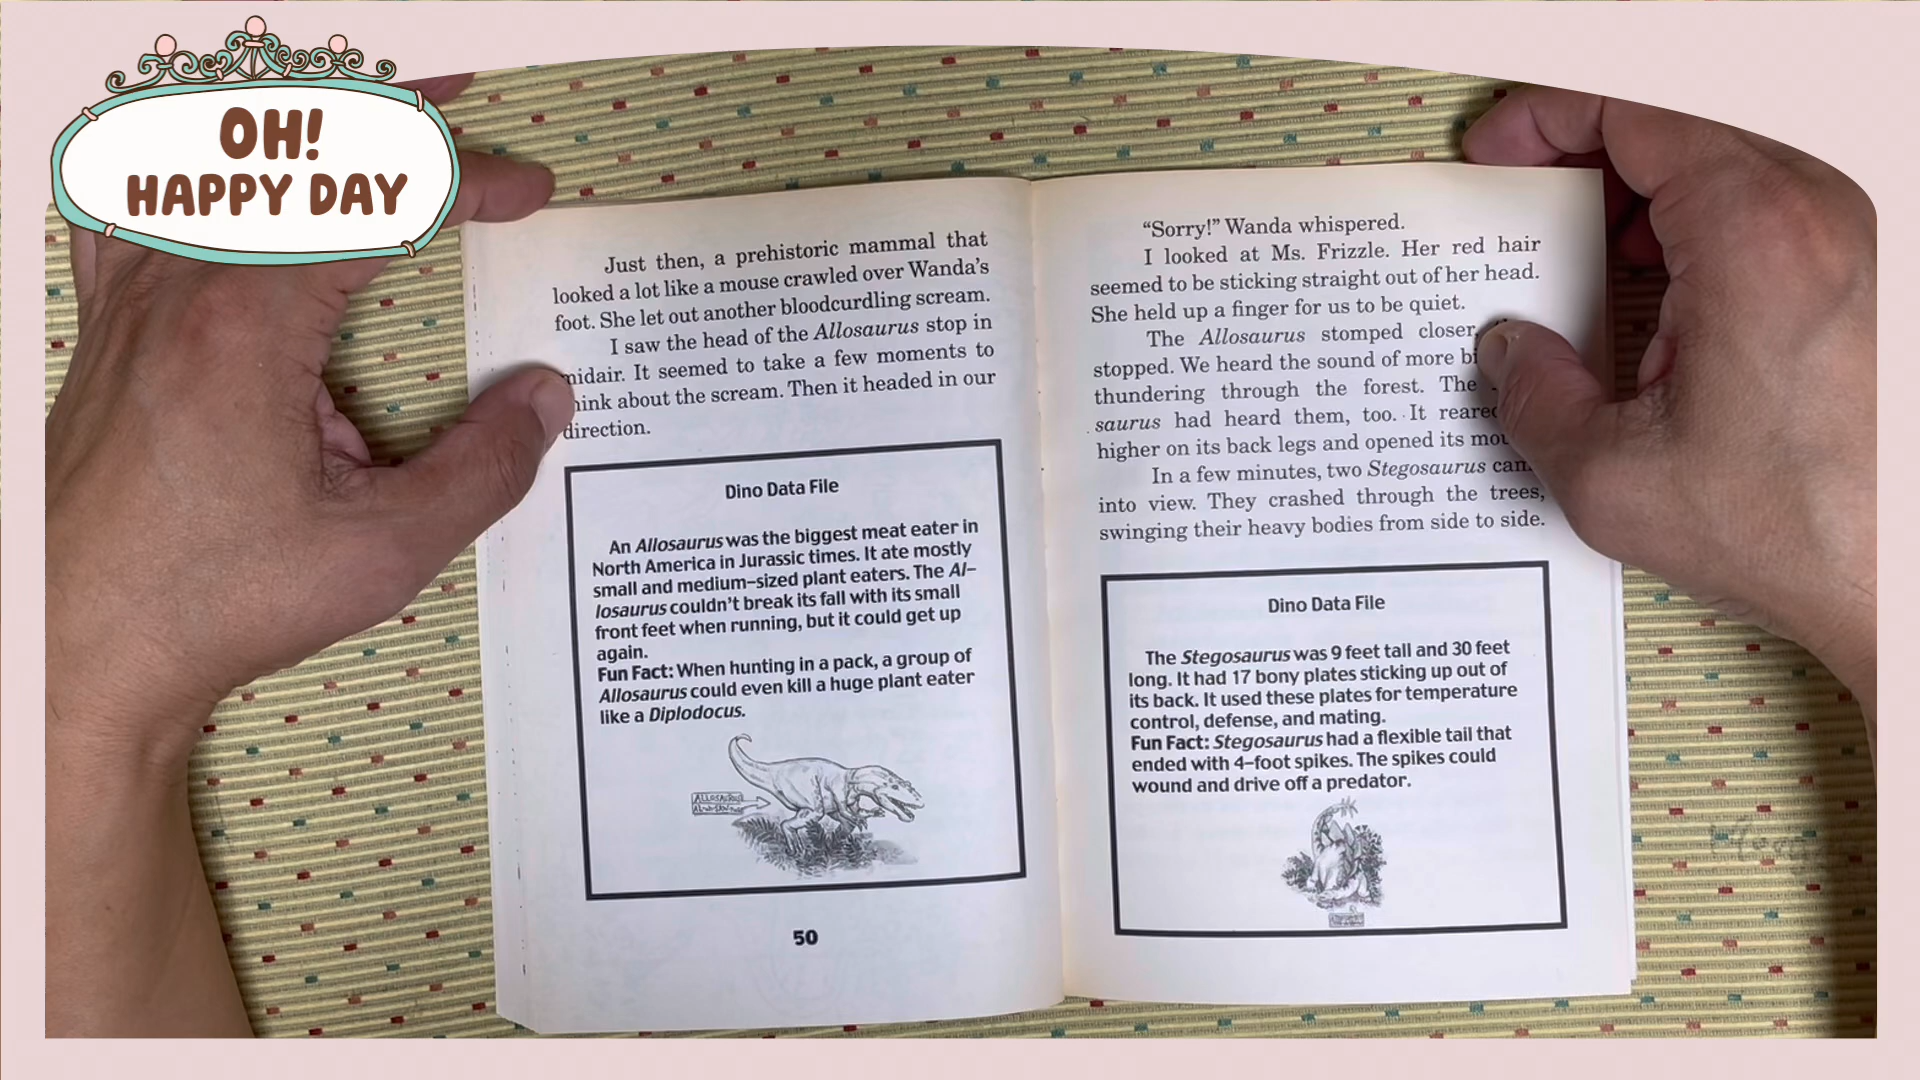 OH!
HAPPY DAY
Just then, a prehistoric mammal that
looked a lot like a mouse crawled over Wanda's
foot. She let out another bloodcurdling scream.
I saw the head of the Allosaurus stop in
midair. It seemed to take a few moments to
think about the scream. Then it headed in our
direction.
Dino Data File
An Allosaurus was the biggest meat eater in
North America in Jurassic times. It ate mostly
small and medium-sized plant eaters. The Al-
losaurus couldn't break its fall with its small
front feet when running, but it could get up
again.
Fun Fact: When hunting in a pack, a group of
Allosaurus could even kill a huge plant eater
like a Diplodocus.
ALLOSAURUS
50
"Sorry!" Wanda whispered.
I looked at Ms. Frizzle. Her red hair
seemed to be sticking straight out of her head.
She held up a finger for us to be quiet.
The Allosaurus stomped closer,
stopped. We heard the sound of more
thundering through the forest. The
saurus had heard them, too. It reared
higher on its back legs and opened its
In a few minutes, two Stegosaurus came
into view. They crashed through the trees,
swinging their heavy bodies from side to side.
Dino Data File
The Stegosaurus was 9 feet tall and 30 feet
long. It had 17 bony plates sticking up out of
its back. It used these plates for temperature
control, defense, and mating.
Fun Fact: Stegosaurus had a flexible tail that
ended with 4-foot spikes. The spikes could
wound and drive off a predator.